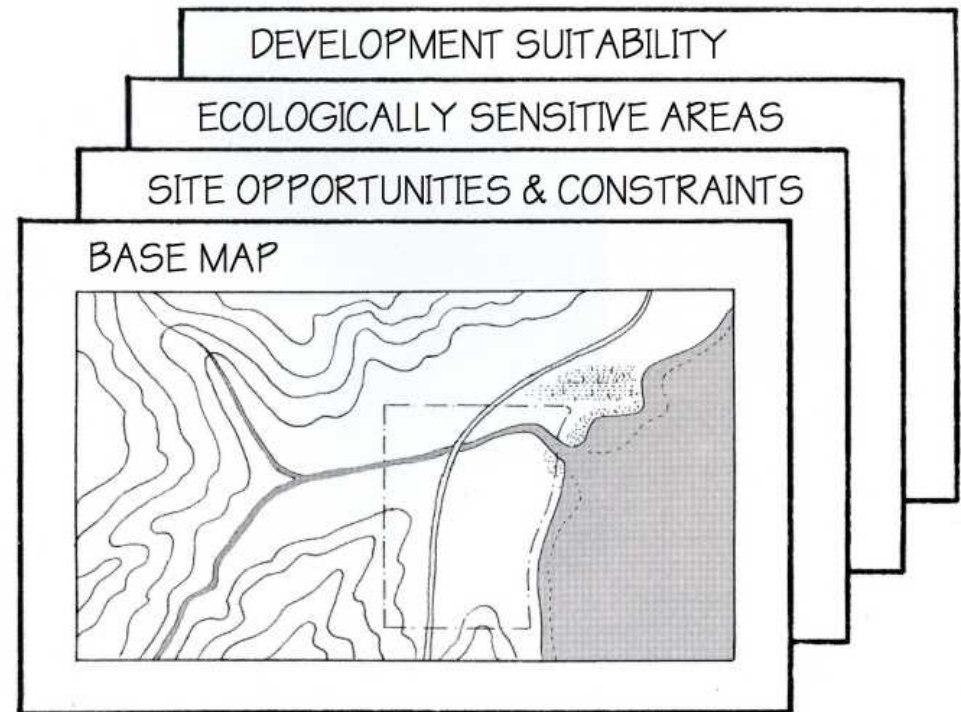 DEVELOPMENT SUITABILITY
ECOLOGICALLY SENSITIVE AREAS
SITE OPPORTUNITIES & CONSTRAINTS
BASE MAP